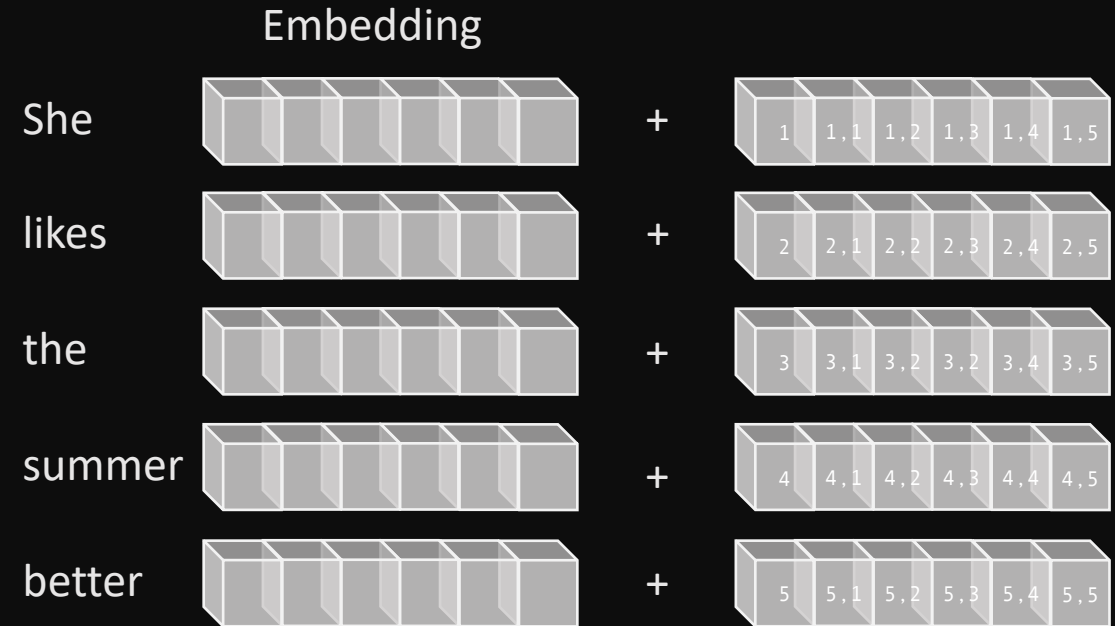 Embedding
She + 1 1,1 1,2 1,3 1,4 1,5
likes + 2 2,1 2,2 2,3 2,4 2,5
the + 3 3,1 3,2 3,2 3,4 3,5
summer + 4 4,1 4,2 4,3 4,4 4,5
better + 5 5,1 5,2 5,3 5,4 5,5